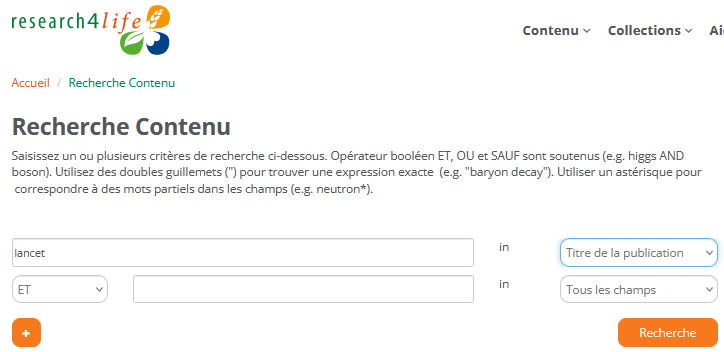 research4life
Contenu Collections
Accueil / Recherche Contenu
Recherche Contenu
Saisissez un ou plusieurs critères de recherche ci-dessous. Opérateur booléen ET, OU et SAUF sont soutenus (e.g. higgs AND
boson). Utilisez des doubles guillemets (") pour trouver une expression exacte (e.g. "baryon decay"). Utiliser un astérisque pour
correspondre à des mots partiels dans les champs (e.g. neutron*).
lancet in Titre de la publication
ET in Tous les champs
+ Recherche